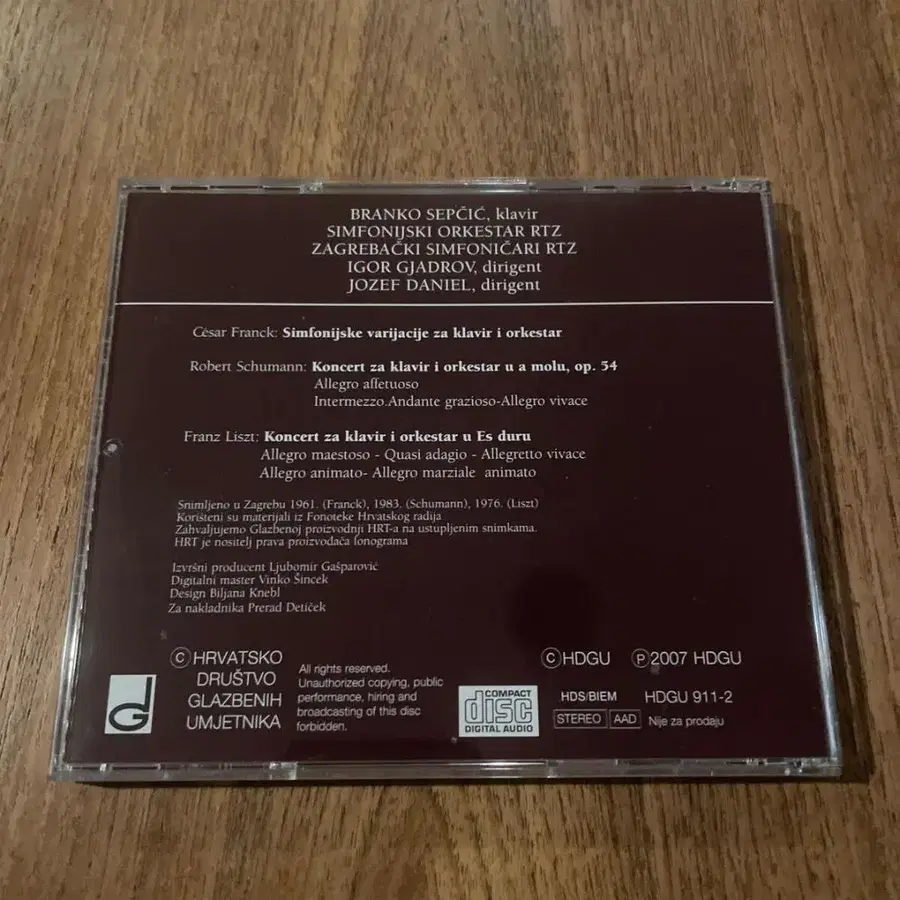 BRANKO SEPČIĆ, klavir
SIMFONIJSKI ORKESTAR RTZ
ZAGREBAČKI SIMFONIČARI RTZ
IGOR GJADROV, dirigent
JOZEF DANIEL, dirigent
César Franck: Simfonijske varijacije za klavir i orkestar
Robert Schumann: Koncert za klavir i orkestar u a molu, op. 54
Allegro affetuoso
Intermezzo.Andante grazioso-Allegro vivace
Franz Liszt: Koncert za klavir i orkestar u Es duru
Allegro maestoso - Quasi adagio - Allegretto vivace
Allegro animato- Allegro marziale animato
Snimljeno u Zagrebu 1961. (Franck), 1983. (Schumann), 1976. (Liszt)
Korišteni su materijali iz Fonoteke Hrvatskog radija
Zahvaljujemo Glazbenoj proizvodnji HRT-a na ustupljenim snimkama.
HRT je nositelj prava proizvođača fonograma
Izvršni producent Ljubomir Gašparović
Digitalni master Vinko Šincek
Design Biljana Knebl
Za nakladnika Prerad Detiček
©HRVATSKO
DRUŠTVO
GLAZBENIH
UMJETNIKA
All rights reserved.
Unauthorized copying, public
performance, hiring and
broadcasting of this disc
forbidden.
COMPACT
disc
DIGITAL AUDIO
©HDGU ℗2007 HDGU
HDS/BIEM HDGU 911-2
STEREO AAD Nije za prodaju